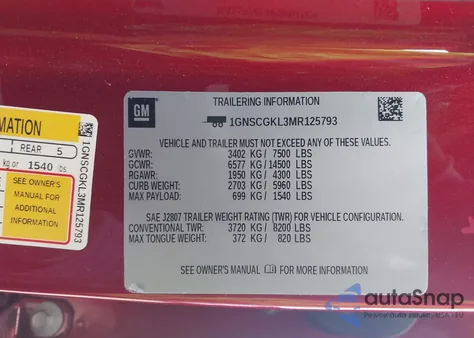 MATION
REAR 5
kg or 1540 lbs
SEE OWNER'S
MANUAL FOR
ADDITIONAL
INFORMATION
1GNSCGKL3MR125793
GM
TRAILERING INFORMATION
1GNSCGKL3MR125793
VEHICLE AND TRAILER MUST NOT EXCEED ANY OF THESE VALUES.
GVWR: 3402 KG / 7500 LBS
GCWR: 6577 KG / 14500 LBS
RGAWR: 1950 KG / 4300 LBS
CURB WEIGHT: 2703 KG / 5960 LBS
MAX PAYLOAD: 699 KG / 1540 LBS
SAE J2807 TRAILER WEIGHT RATING (TWR) FOR VEHICLE CONFIGURATION.
CONVENTIONAL TWR: 3720 KG / 8200 LBS
MAX TONGUE WEIGHT: 372 KG / 820 LBS
SEE OWNER'S MANUAL FOR MORE INFORMATION
autaSnap